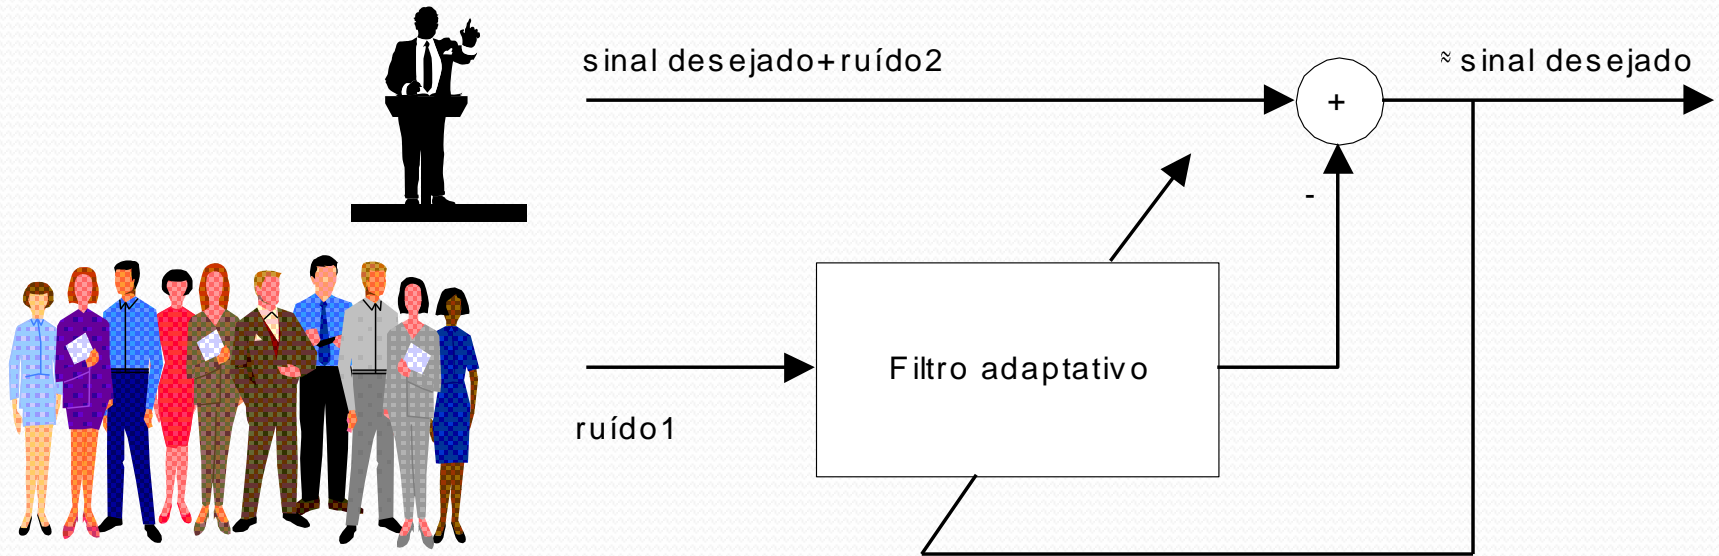 sinal desejado+ruído2
≈ sinal desejado
+
-
Filtro adaptativo
ruído1